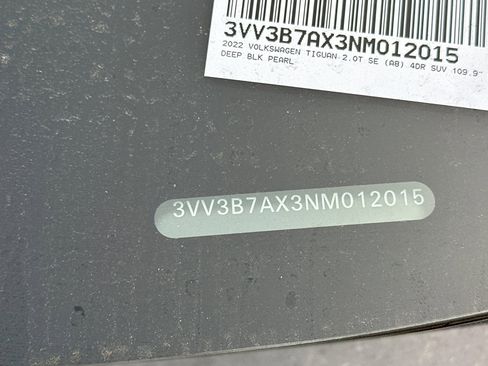 3VV3B7AX3NM012015
2022 VOLKSWAGEN TIGUAN 2.0T SE (A8) 4DR SUV 109.9"
DEEP BLK PEARL
3VV3B7AX3NM012015